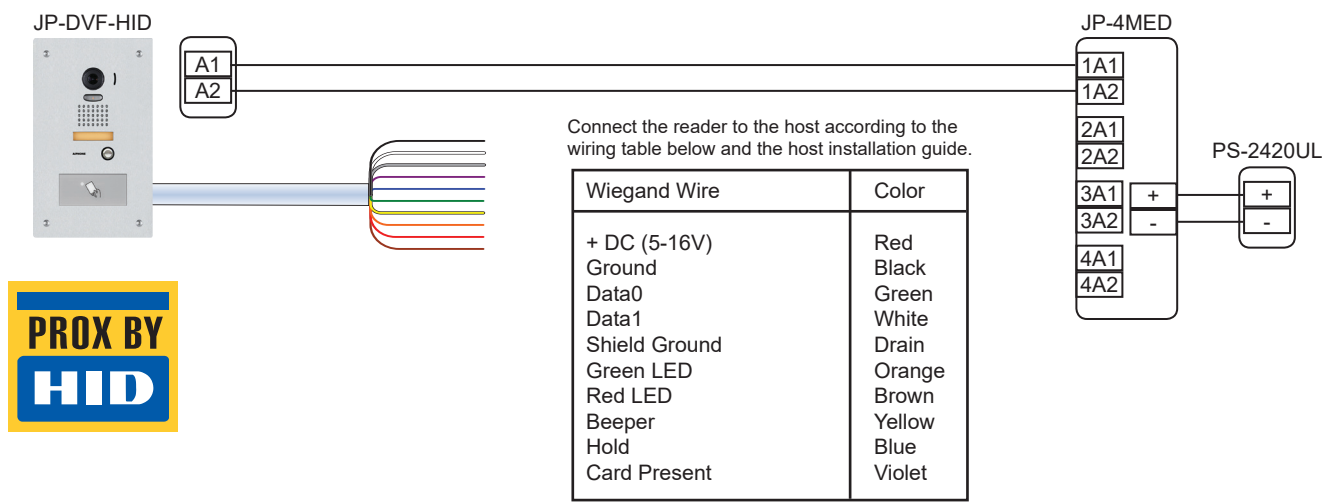 JP-DVF-HID
JP-4MED
A1
A2
1A1
1A2
2A1
2A2
3A1
3A2
4A1
4A2
+
-
PS-2420UL
+
-
Connect the reader to the host according to the
wiring table below and the host installation guide.
Wiegand Wire Color
+ DC (5-16V) Red
Ground Black
Data0 Green
Data1 White
Shield Ground Drain
Green LED Orange
Red LED Brown
Beeper Yellow
Hold Blue
Card Present Violet
PROX BY
HID